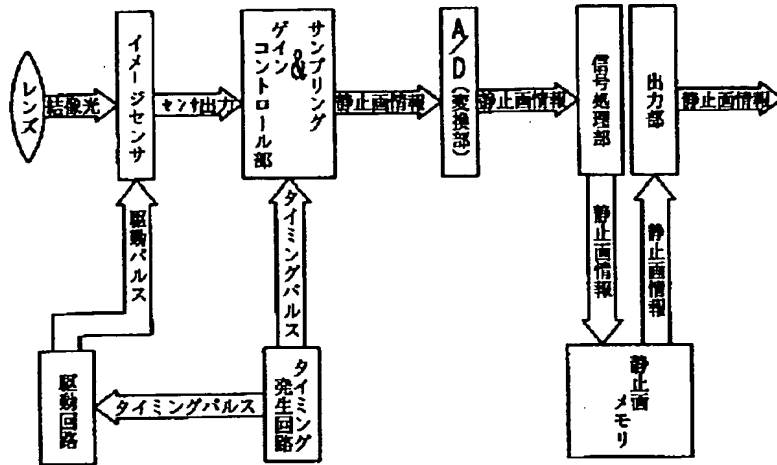 レンズ
結像光
イメージセンサ
センサ出力
サンプリング
&
ゲイン
コントロール部
静止画情報
A/D(変換部)
静止画情報
信号処理部
出力部
静止画情報
駆動パルス
タイミングパルス
静止画情報
静止画情報
駆動回路
タイミングパルス
タイミング
発生回路
静止画
メモリ